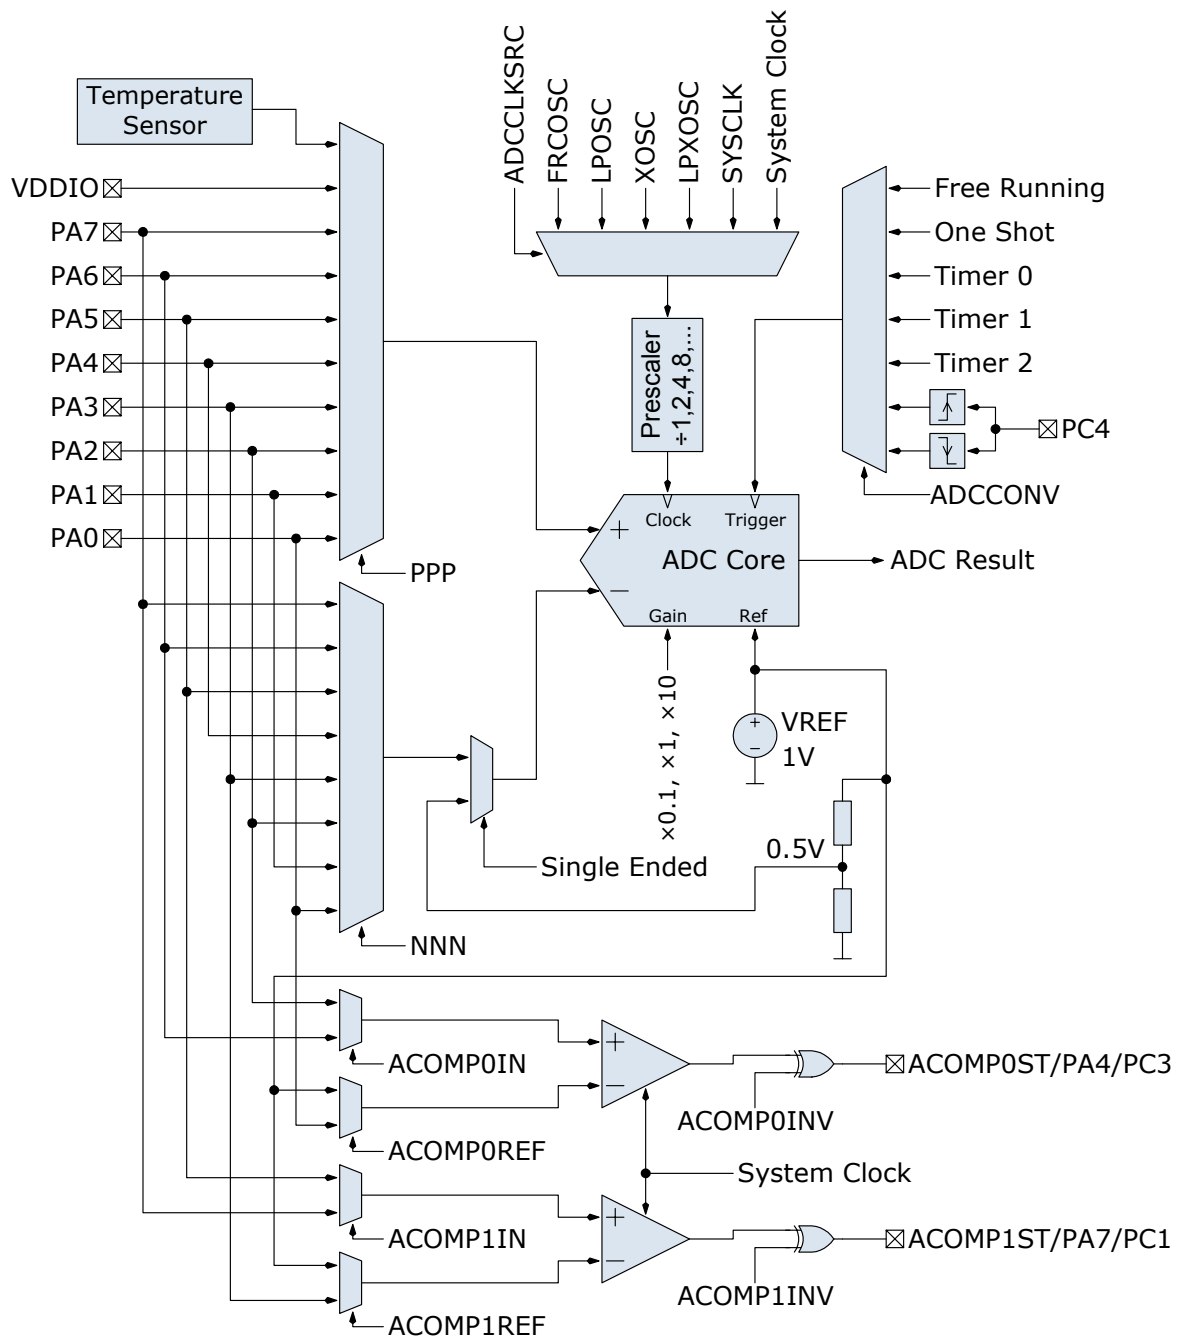 ADCCLKSRC
FRCOSC
LPOSC
XOSC
LPXOSC
SYSCLK
System Clock
Temperature
Sensor
VDDIO
PA7
PA6
PA5
PA4
PA3
PA2
PA1
PA0
Free Running
One Shot
Timer 0
Timer 1
Timer 2
PC4
ADCCONV
Prescaler
÷1,2,4,8,...
Clock
Trigger
+
ADC Core
−
Gain
Ref
ADC Result
PPP
×0.1, ×1, ×10
+
−
VREF
1V
0.5V
Single Ended
NNN
ACOMP0IN
+
−
ACOMP0ST/PA4/PC3
ACOMP0INV
ACOMP0REF
System Clock
ACOMP1IN
+
−
ACOMP1ST/PA7/PC1
ACOMP1INV
ACOMP1REF